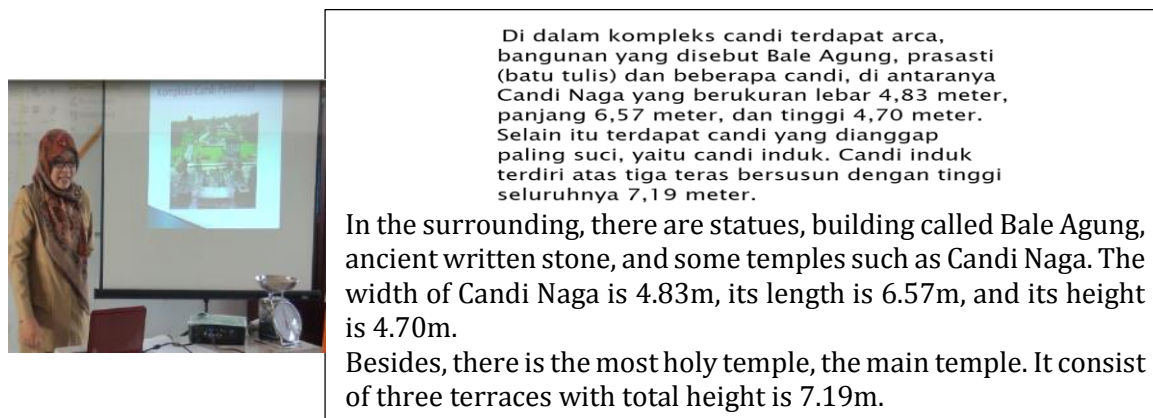 Kompleks Candi Penataran
Di dalam kompleks candi terdapat arca,
bangunan yang disebut Bale Agung, prasasti
(batu tulis) dan beberapa candi, di antaranya
Candi Naga yang berukuran lebar 4,83 meter,
panjang 6,57 meter, dan tinggi 4,70 meter.
Selain itu terdapat candi yang dianggap
paling suci, yaitu candi induk. Candi induk
terdiri atas tiga teras bersusun dengan tinggi
seluruhnya 7,19 meter.
In the surrounding, there are statues, building called Bale Agung,
ancient written stone, and some temples such as Candi Naga. The
width of Candi Naga is 4.83m, its length is 6.57m, and its height
is 4.70m.
Besides, there is the most holy temple, the main temple. It consist
of three terraces with total height is 7.19m.